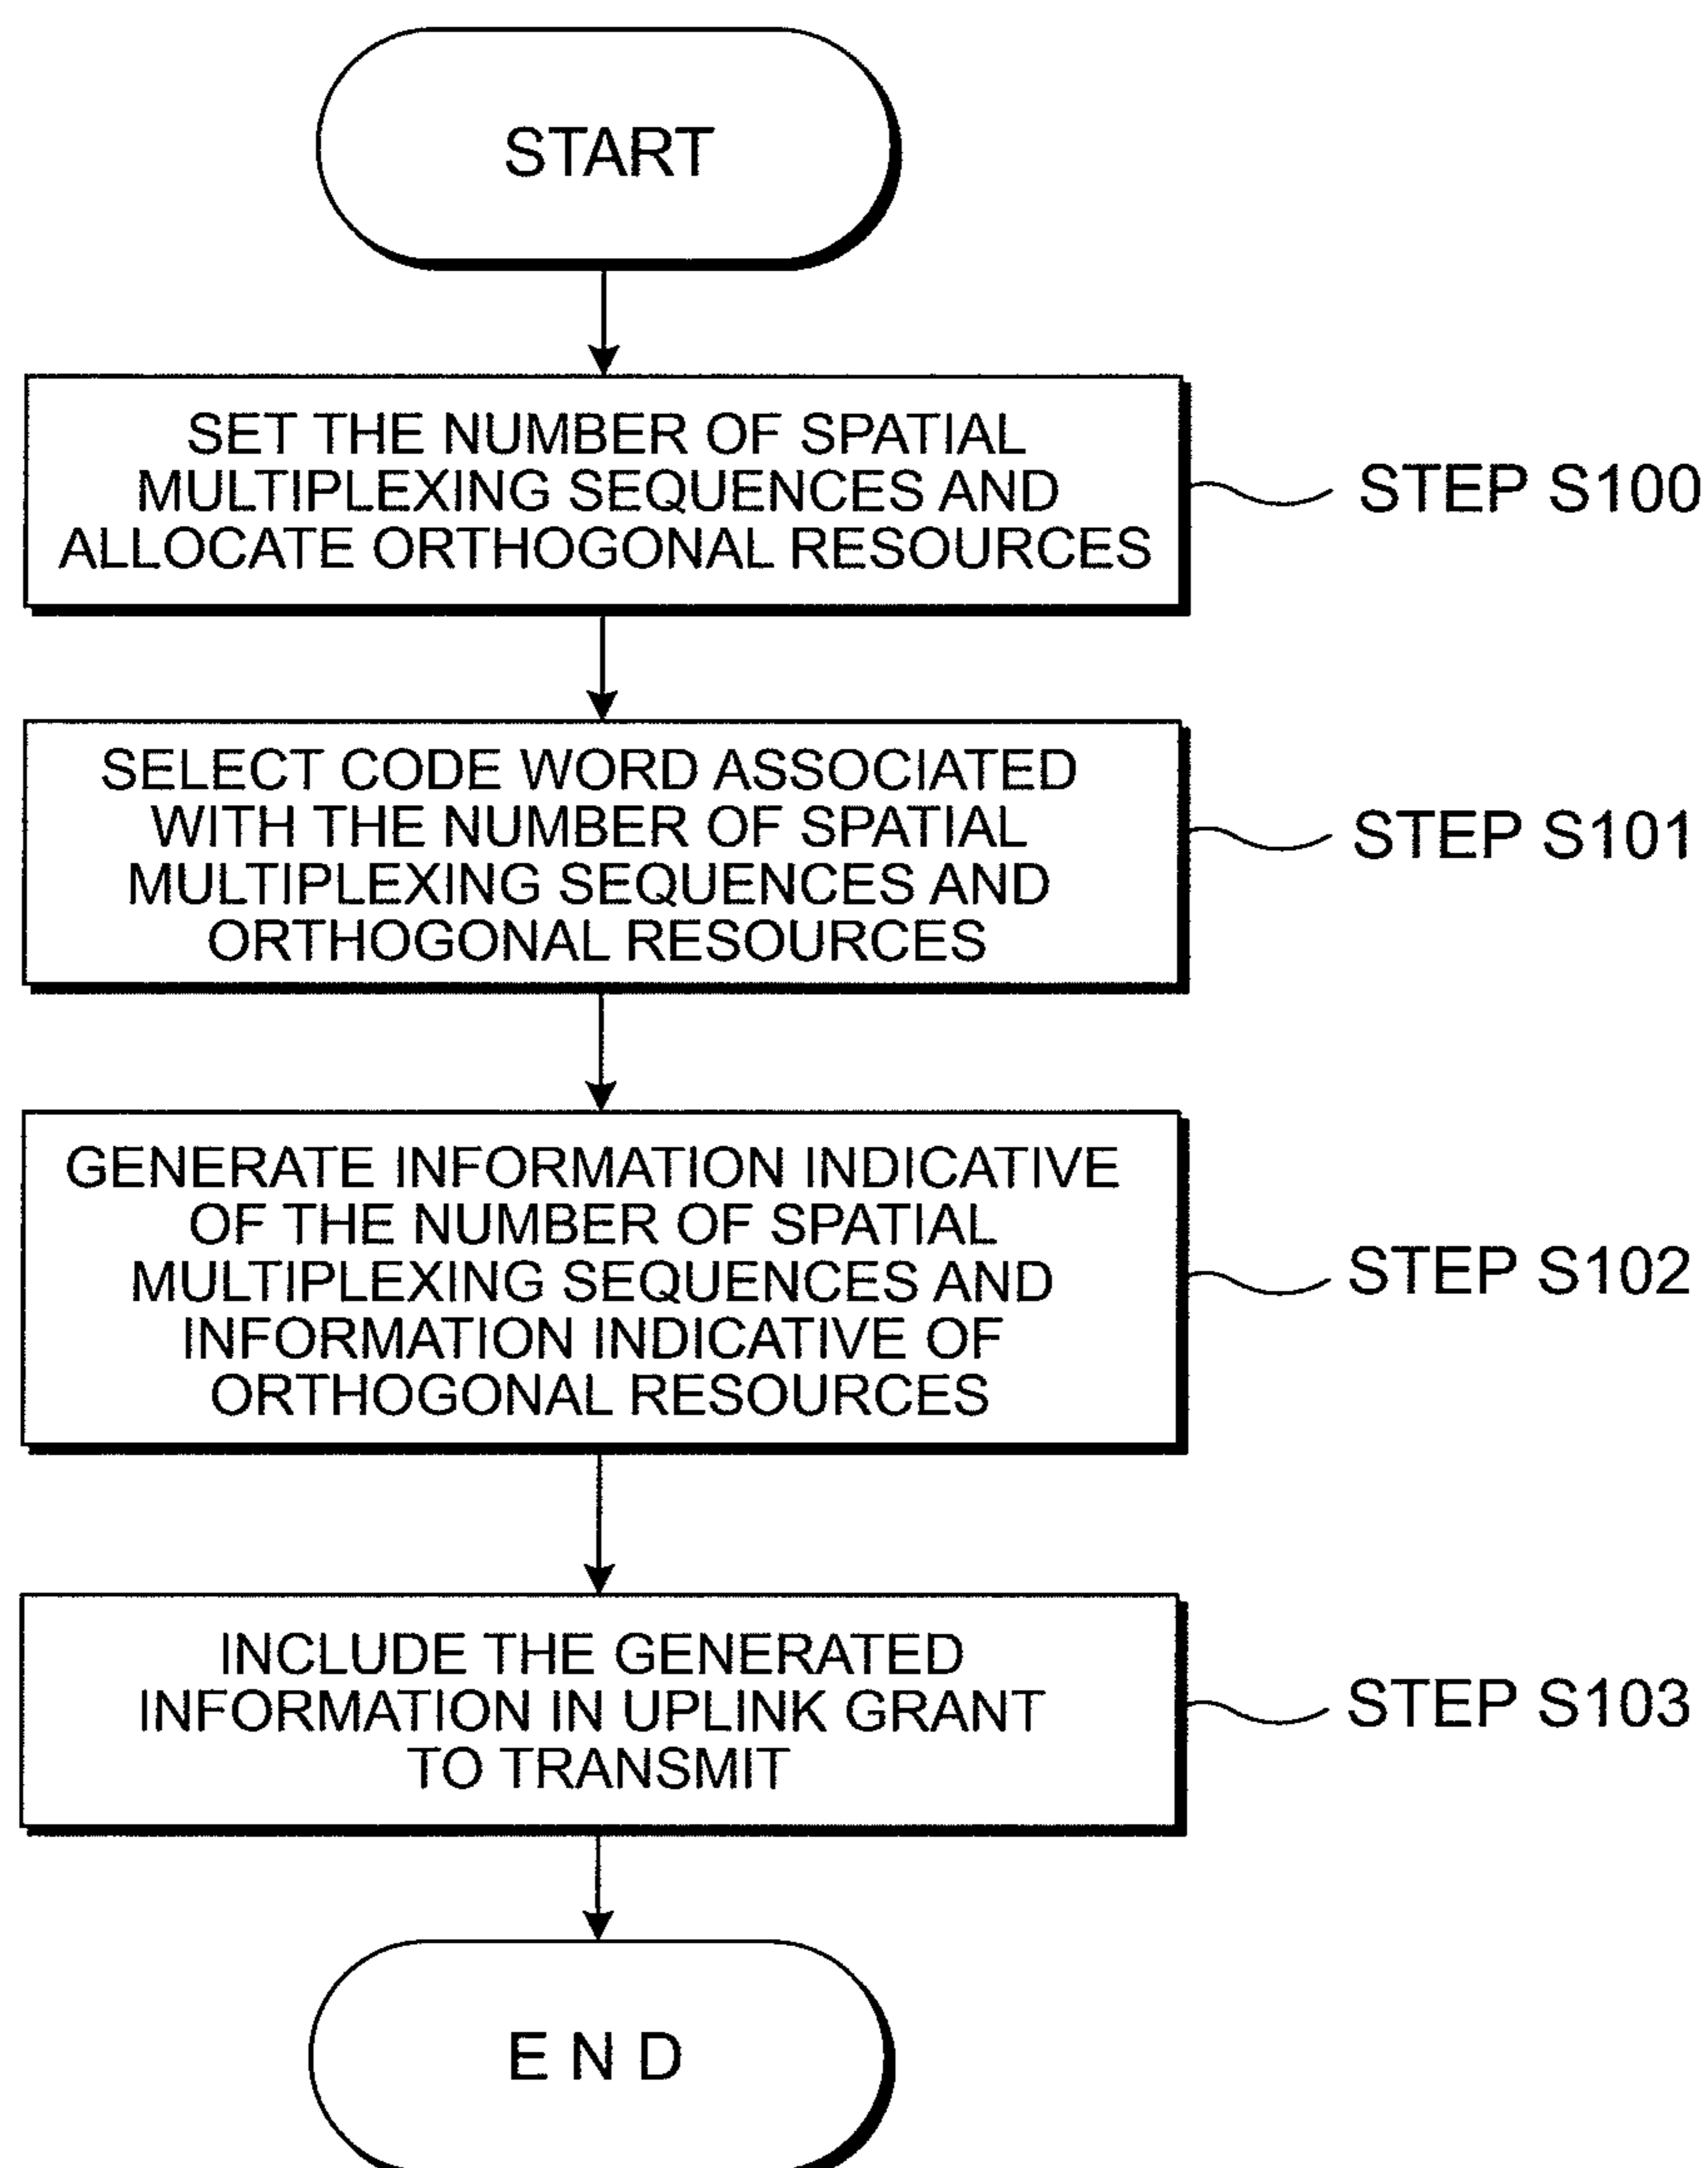 START
SET THE NUMBER OF SPATIAL
MULTIPLEXING SEQUENCES AND
ALLOCATE ORTHOGONAL RESOURCES
STEP S100
SELECT CODE WORD ASSOCIATED
WITH THE NUMBER OF SPATIAL
MULTIPLEXING SEQUENCES AND
ORTHOGONAL RESOURCES
STEP S101
GENERATE INFORMATION INDICATIVE
OF THE NUMBER OF SPATIAL
MULTIPLEXING SEQUENCES AND
INFORMATION INDICATIVE OF
ORTHOGONAL RESOURCES
STEP S102
INCLUDE THE GENERATED
INFORMATION IN UPLINK GRANT
TO TRANSMIT
STEP S103
E N D